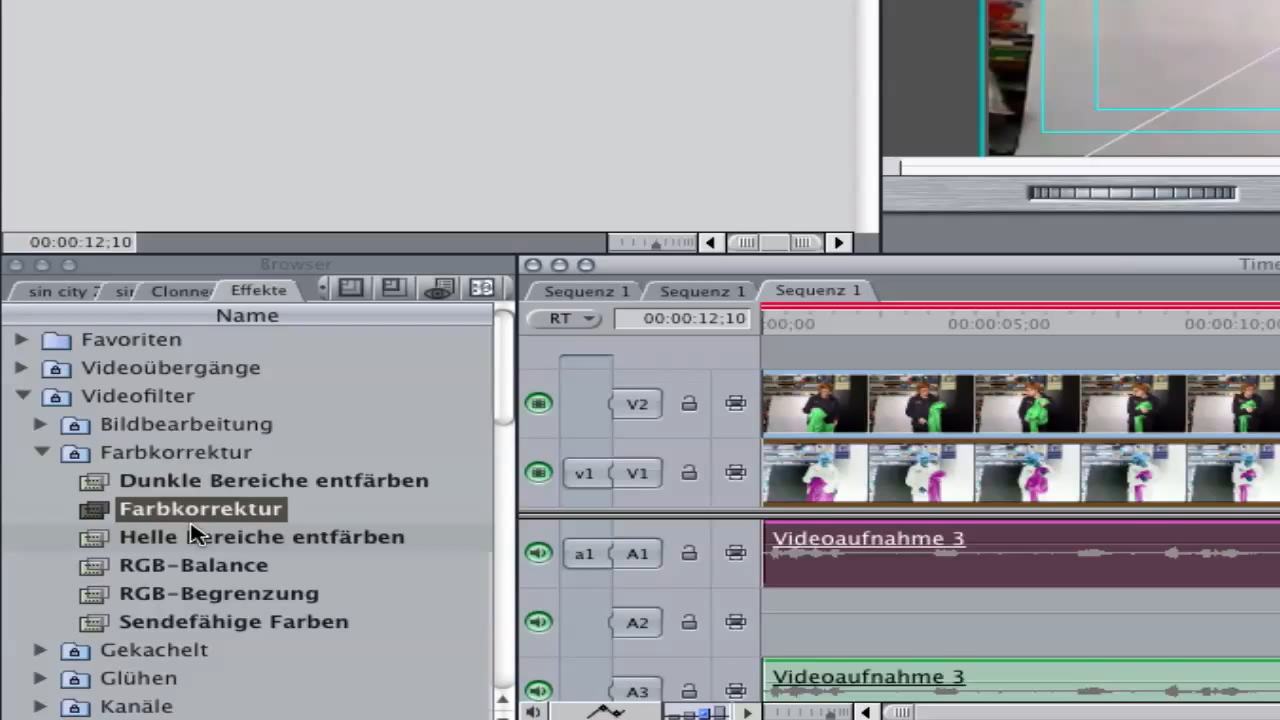 00:00:12;10
Browser
Time
sin city
Clonne
Effekte
Sequenz 1
Sequenz 1
Sequenz 1
Name
RT
00:00:12;10
:00;00
00:00:05;00
00:00:10;0
Favoriten
Videoübergänge
Videofilter
Bildbearbeitung
Farbkorrektur
Dunkle Bereiche entfärben
Farbkorrektur
Helle Bereiche entfärben
RGB-Balance
RGB-Begrenzung
Sendefähige Farben
Gekachelt
Glühen
Kanäle
V2
v1
V1
a1
A1
Videoaufnahme 3
A2
A3
Videoaufnahme 3